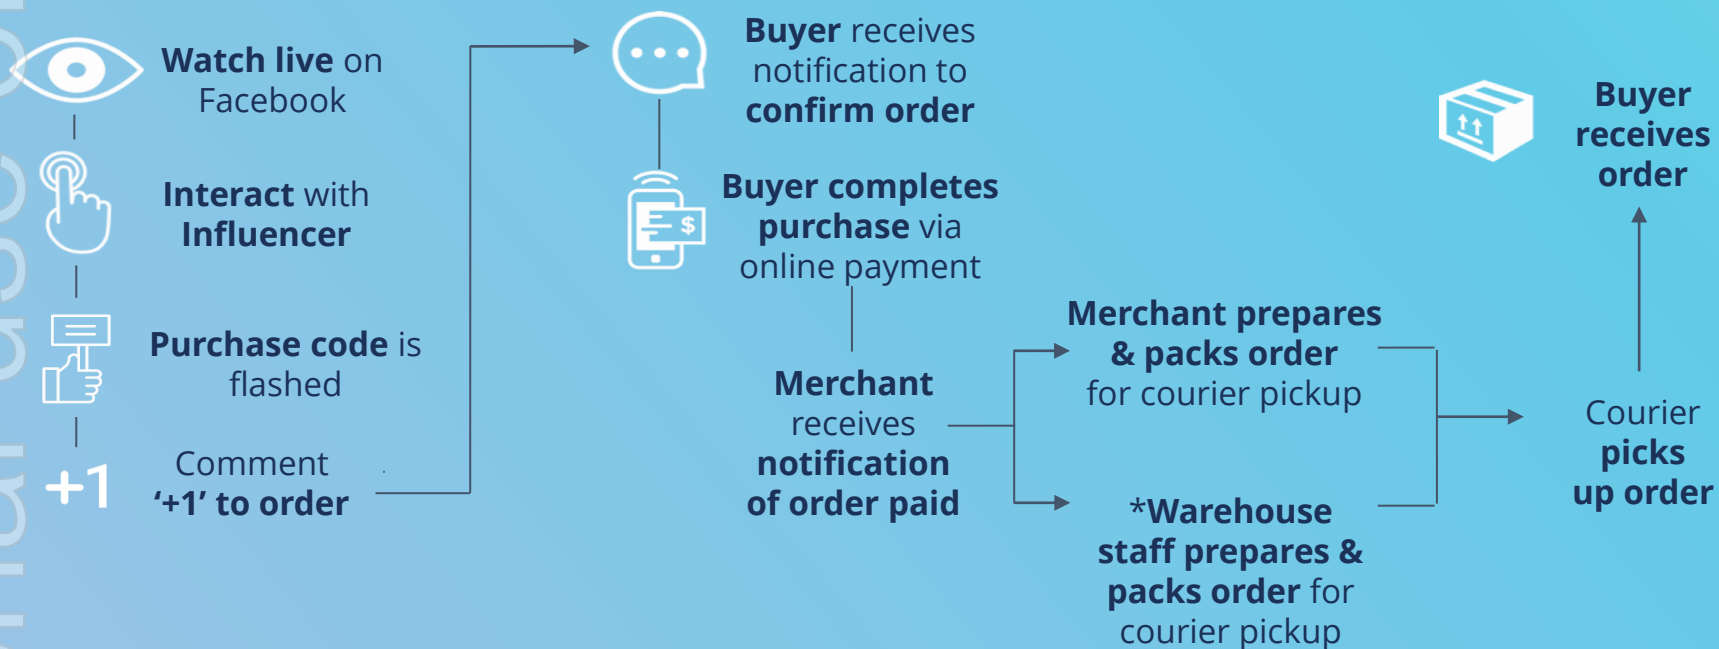 Watch live on
Facebook
Interact with
Influencer
Purchase code is
flashed
+1
Comment
‘+1’ to order
Buyer receives
notification to
confirm order
$
Buyer completes
purchase via
online payment
Merchant
receives
notification
of order paid
Merchant prepares
& packs order
for courier pickup
*Warehouse
staff prepares &
packs order for
courier pickup
Courier
picks
up order
Buyer
receives
order